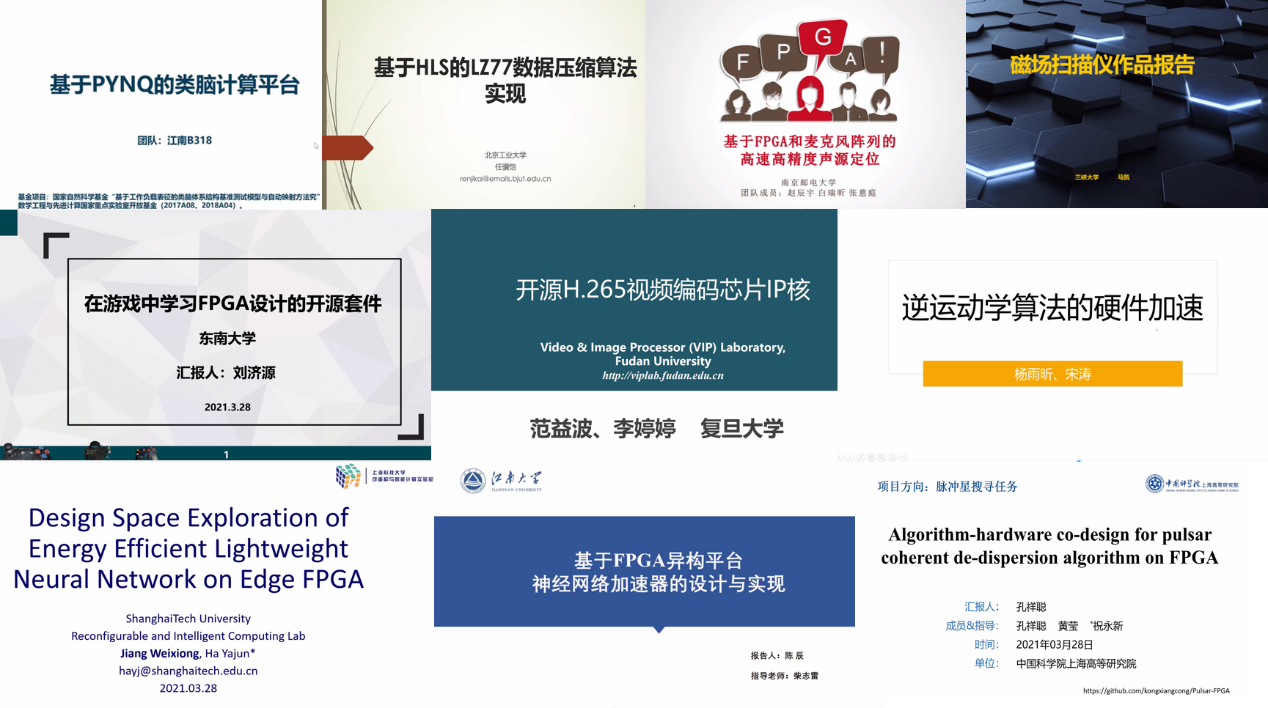 基于PYNQ的类脑计算平台
团队：江南B318
基金项目：国家自然科学基金“基于工作负载表征的类脑体系结构基准测试模型与自动映射方法究”
数学工程与先进计算国家重点实验室开放基金（2017A08、2018A04）.
基于HLS的LZ77数据压缩算法
实现
北京工业大学
任骥恺
renjikai@emails.bjut.edu.cn
F P G A !
基于FPGA和麦克风阵列的
高速高精度声源定位
南京邮电大学
团队成员：赵辰宇 白瑞昕 张慈庭
磁场扫描仪作品报告
三峡大学 马凯
在游戏中学习FPGA设计的开源套件
东南大学
汇报人：刘济源
2021.3.28
1
开源H.265视频编码芯片IP核
Video & Image Processor (VIP) Laboratory,
Fudan University
http://viplab.fudan.edu.cn
范益波、李婷婷 复旦大学
逆运动学算法的硬件加速
杨雨昕、宋涛
上海科技大学
Design Space Exploration of
Energy Efficient Lightweight
Neural Network on Edge FPGA
ShanghaiTech University
Reconfigurable and Intelligent Computing Lab
Jiang Weixiong, Ha Yajun*
hayj@shanghaitech.edu.cn
2021.03.28
江南大学
JIANGNAN UNIVERSITY
基于FPGA异构平台
神经网络加速器的设计与实现
报告人：陈 辰
指导老师：柴志雷
项目方向：脉冲星搜寻任务
中国科学院上海高等研究院
Algorithm-hardware co-design for pulsar
coherent de-dispersion algorithm on FPGA
汇报人： 孔祥聪
成员&指导： 孔祥聪 黄莹 *祝永新
时间： 2021年03月28日
单位： 中国科学院上海高等研究院
https://github.com/kongxiangcong/Pulsar-FPGA